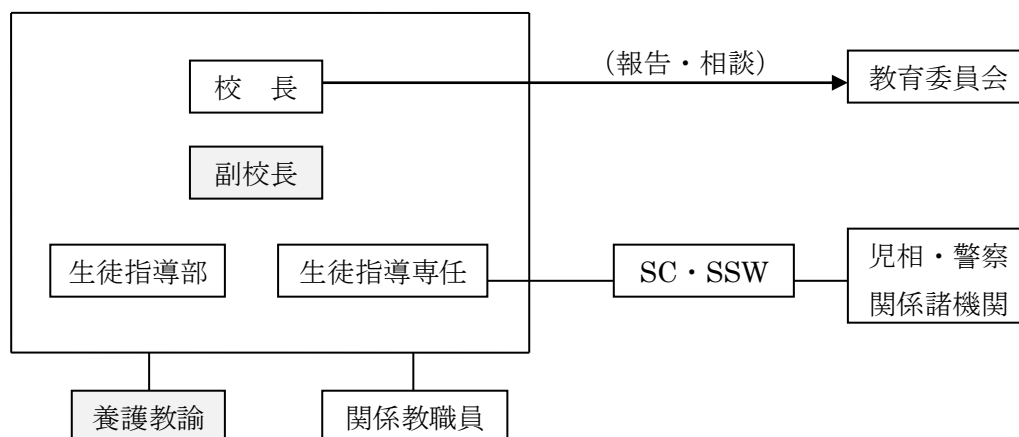 （報告・相談）
校　長
教育委員会
副校長
生徒指導部
生徒指導専任
SC・SSW
児相・警察
関係諸機関
養護教諭
関係教職員